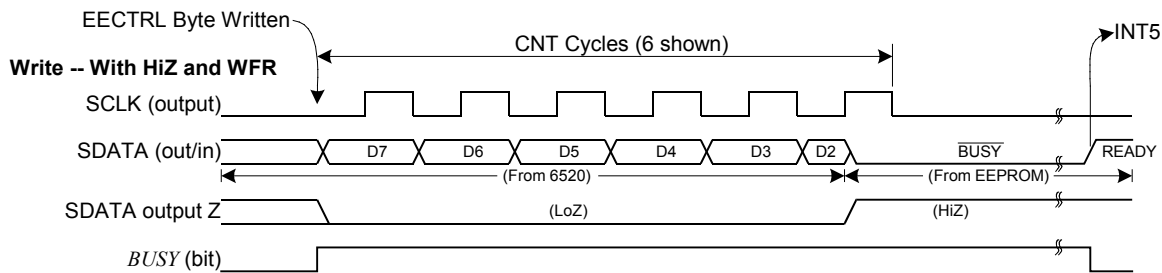 EECTRL Byte Written
INT5
CNT Cycles (6 shown)
Write -- With HiZ and WFR
SCLK (output)
SDATA (out/in) D7 D6 D5 D4 D3 D2 BUSY READY
(From 6520) (From EEPROM)
SDATA output Z (LoZ) (HiZ)
BUSY (bit)